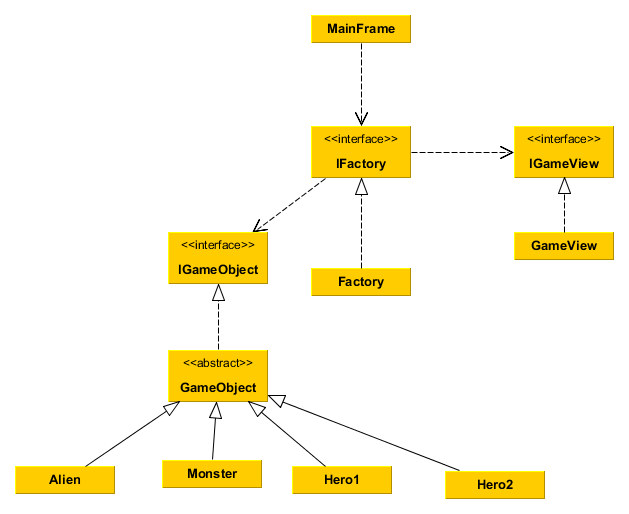 MainFrame
<<interface>>
IFactory
<<interface>>
IGameView
<<interface>>
IGameObject
GameView
Factory
<<abstract>>
GameObject
Alien
Monster
Hero1
Hero2